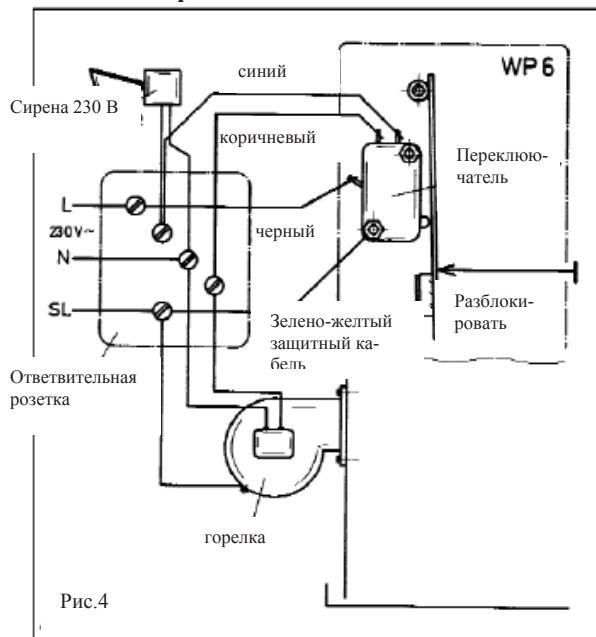 синий
WP 6
Сирена 230 В
коричневый
Переклюю-
чатель
L
230V~
черный
N
SL
Разблоки-
ровать
Зелено-желтый
защитный ка-
бель
Ответвительная
розетка
горелка
Рис.4